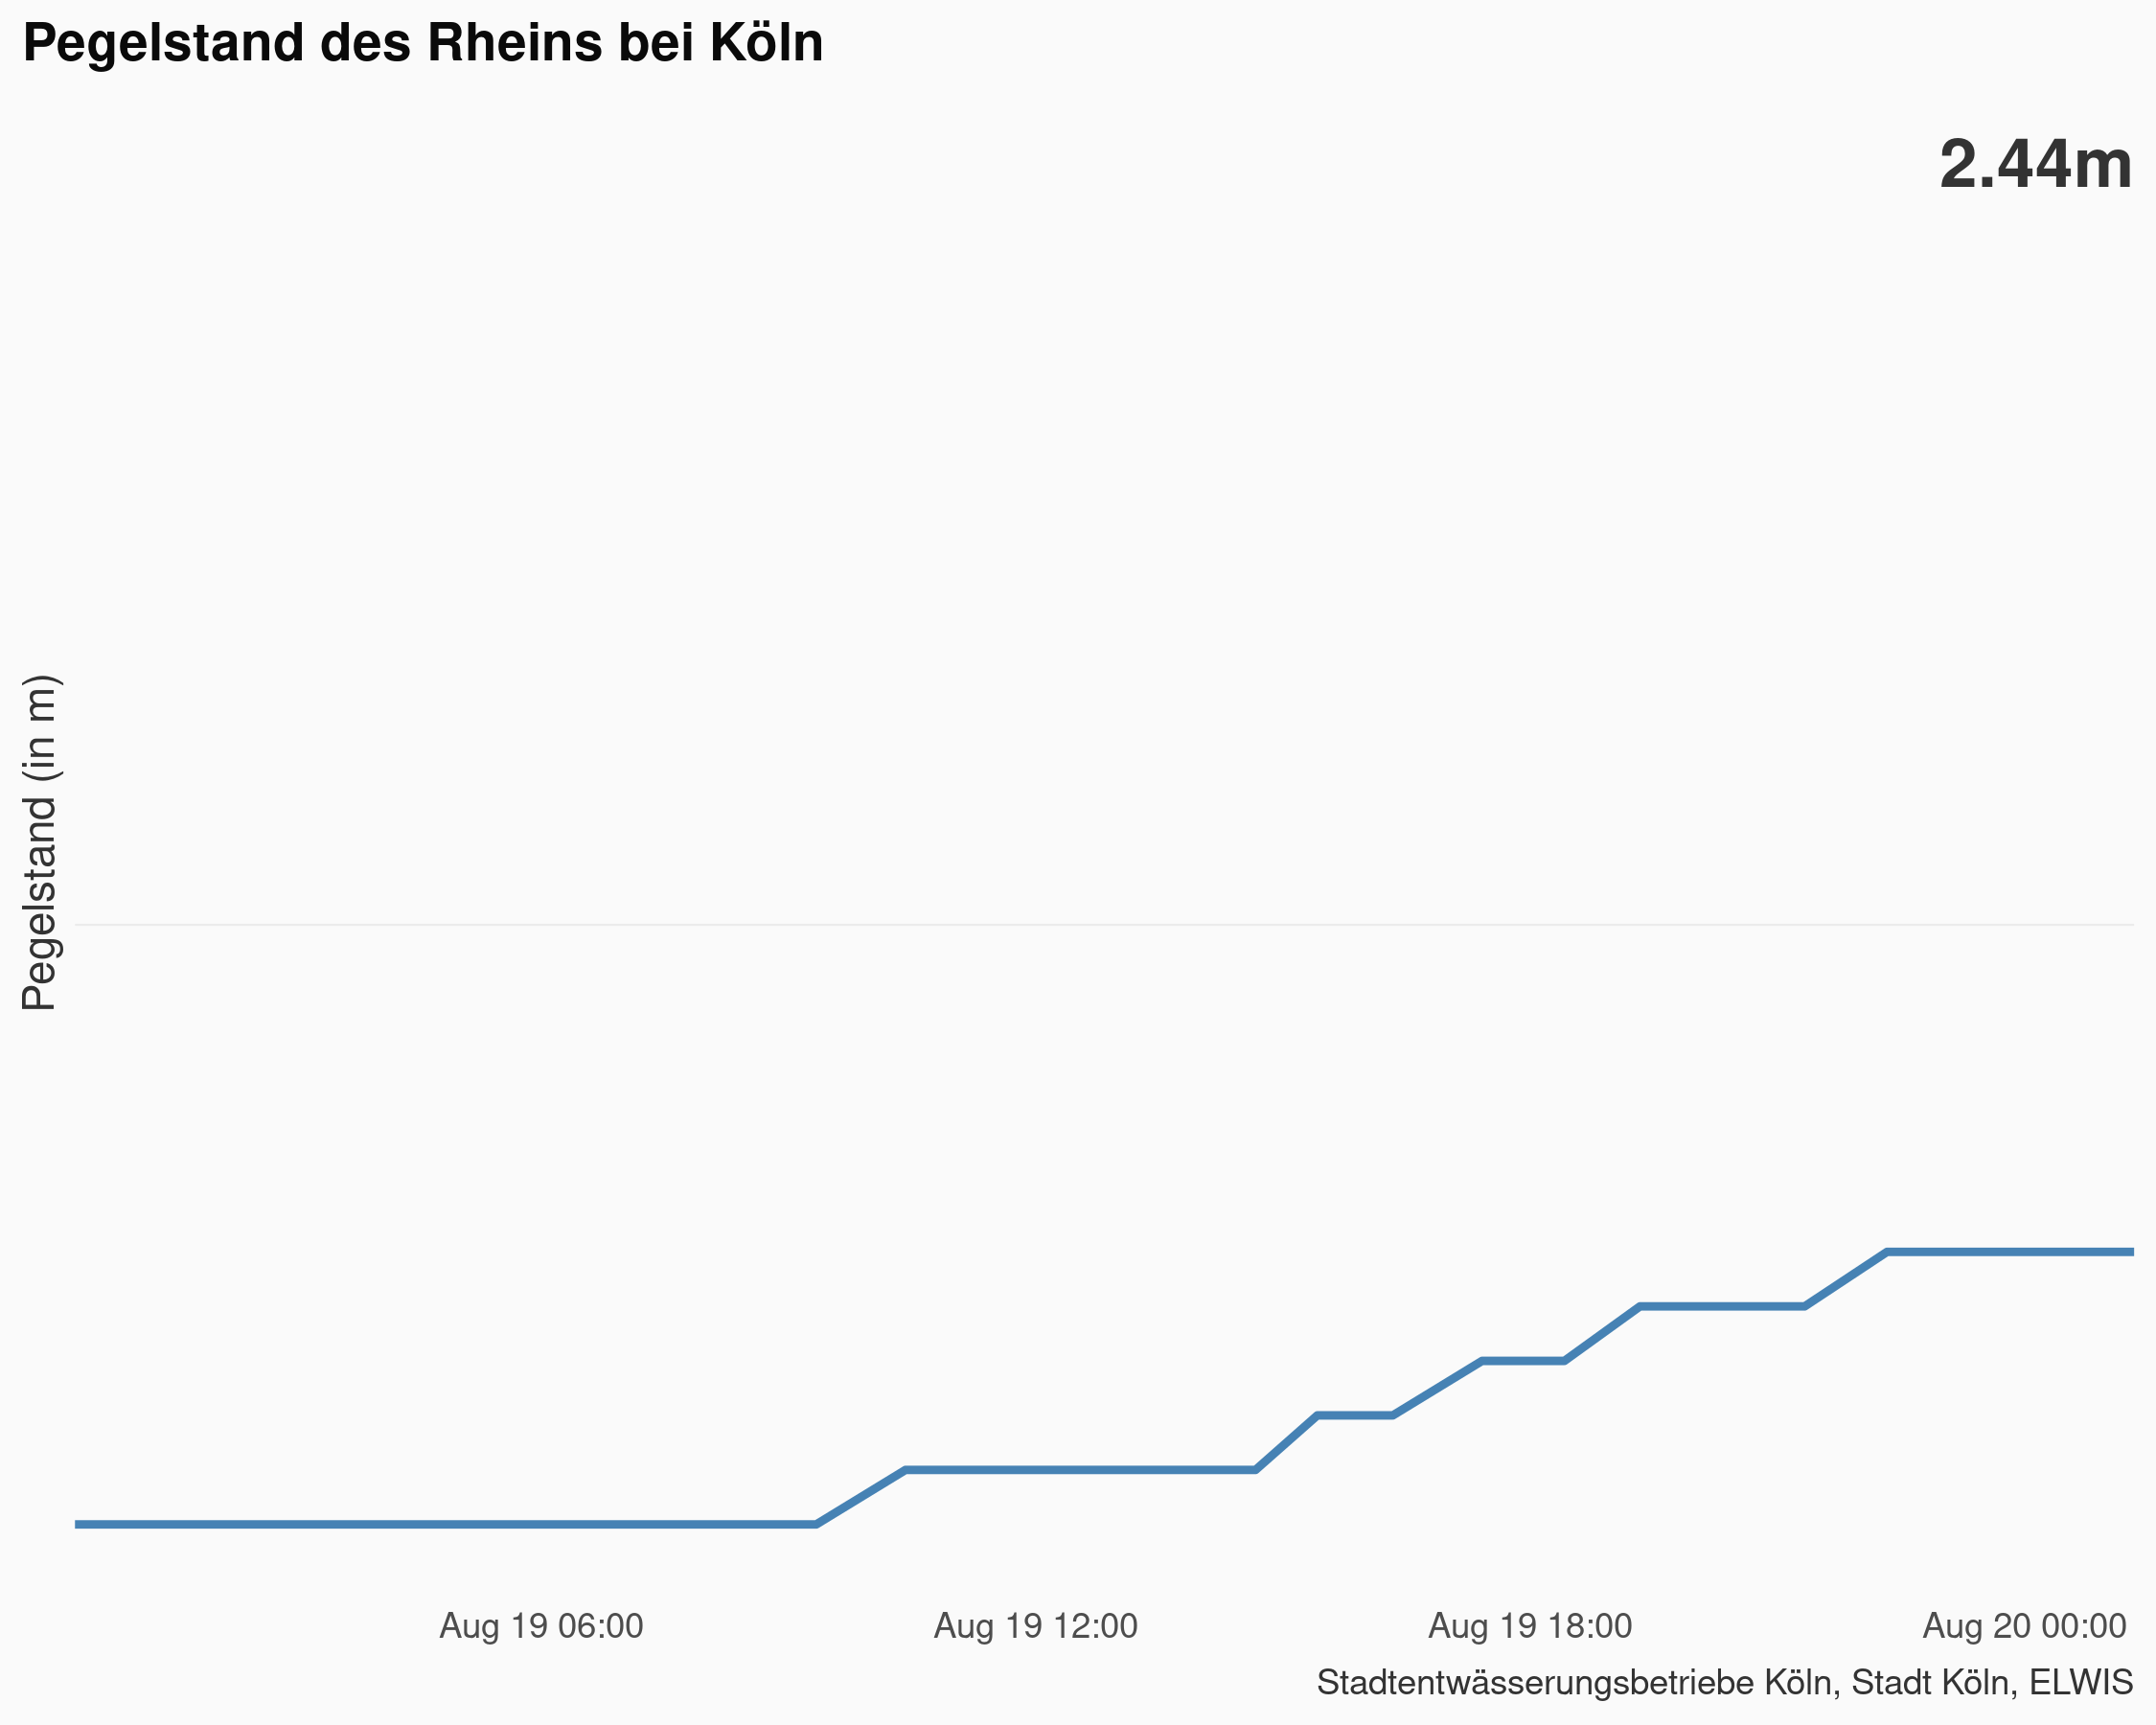 Pegelstand des Rheins bei Köln
2.44m
Pegelstand (in m)
Aug 19 06:00
Aug 19 12:00
Aug 19 18:00
Aug 20 00:00
Stadtentwässerungsbetriebe Köln, Stadt Köln, ELWIS